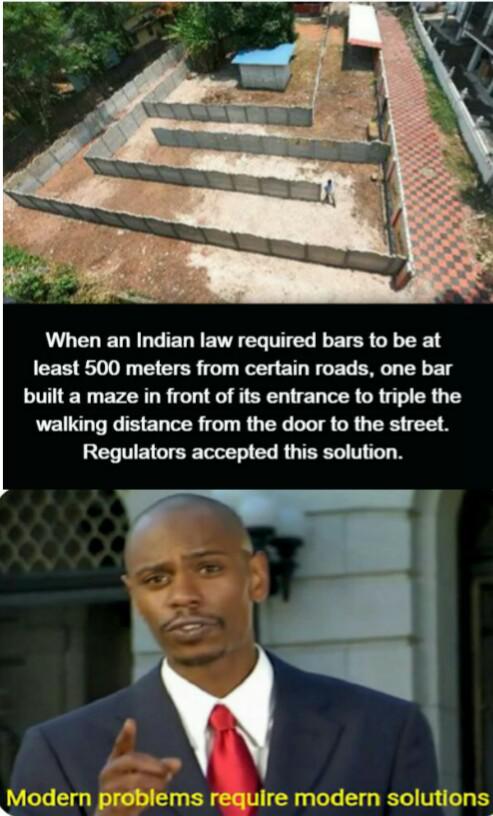 When an Indian law required bars to be at
least 500 meters from certain roads, one bar
built a maze in front of its entrance to triple the
walking distance from the door to the street.
Regulators accepted this solution.
Modern problems require modern solutions